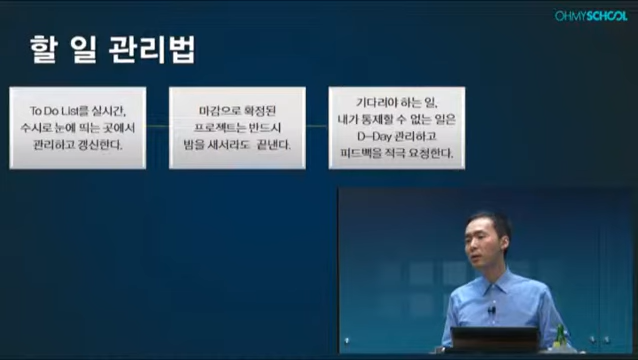 OHMYSCHOOL
할 일 관리법
To Do List를 실시간,
수시로 눈에 띄는 곳에서
관리하고 갱신한다.
마감으로 확정된
프로젝트는 반드시
밤을 새서라도 끝낸다.
기다려야 하는 일,
내가 통제할 수 없는 일은
D-Day 관리하고
피드백을 적극 요청한다.